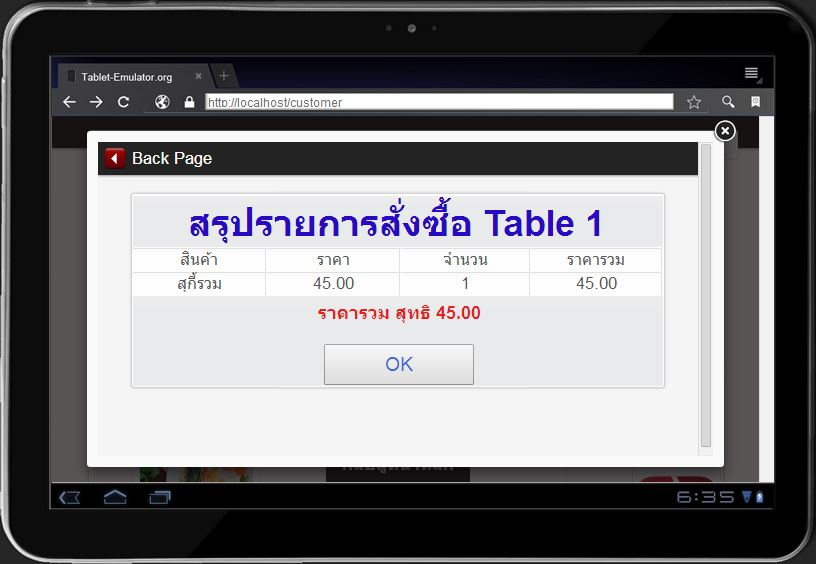 Tablet-Emulator.org
http://localhost/customer
Back Page
สรุปรายการสั่งซื้อ Table 1
สินค้า ราคา จำนวน ราคารวม
สุกี้รวม 45.00 1 45.00
ราคารวม สุทธิ 45.00
OK
6:35